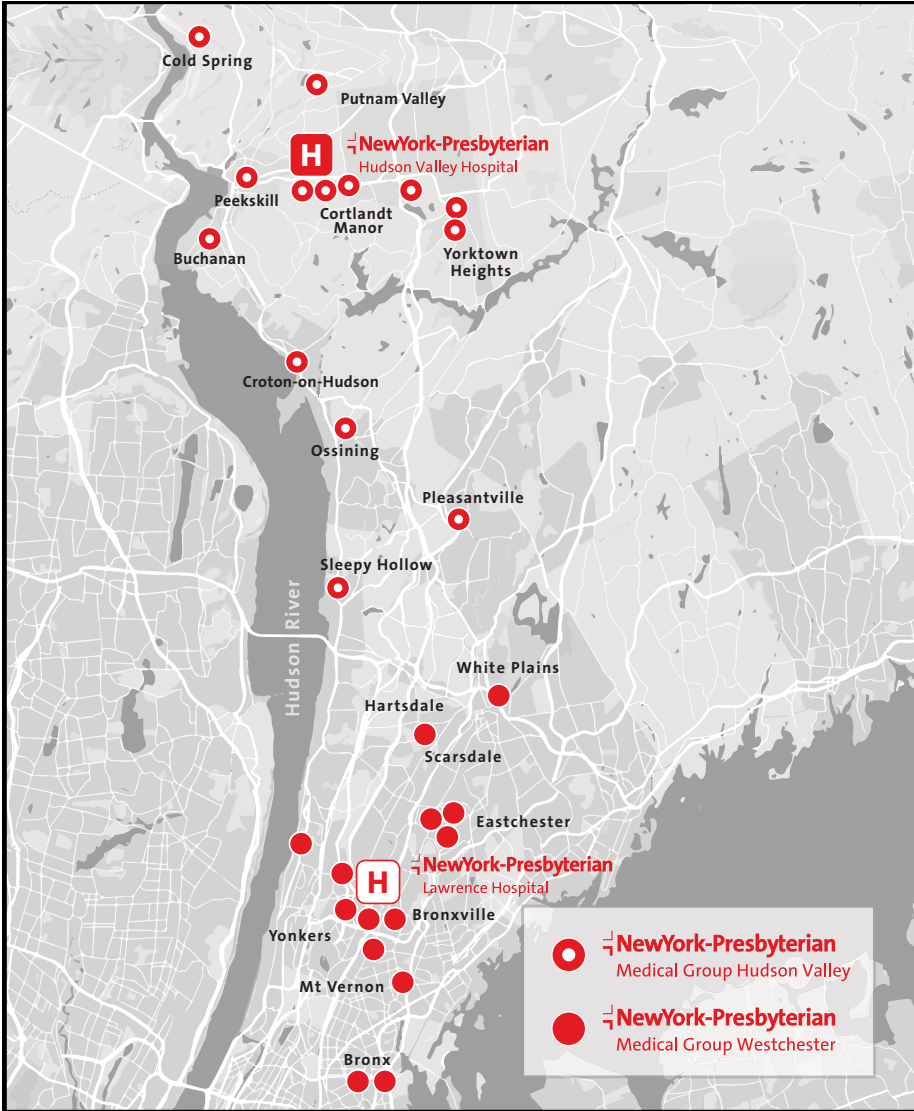 Cold Spring
Putnam Valley
H
NewYork-Presbyterian
Hudson Valley Hospital
Peekskill
Cortlandt
Manor
Buchanan
Yorktown
Heights
Croton-on-Hudson
Ossining
Pleasantville
Sleepy Hollow
Hudson River
White Plains
Hartsdale
Scarsdale
Eastchester
H
NewYork-Presbyterian
Lawrence Hospital
Bronxville
Yonkers
Mt Vernon
Bronx
NewYork-Presbyterian
Medical Group Hudson Valley
NewYork-Presbyterian
Medical Group Westchester